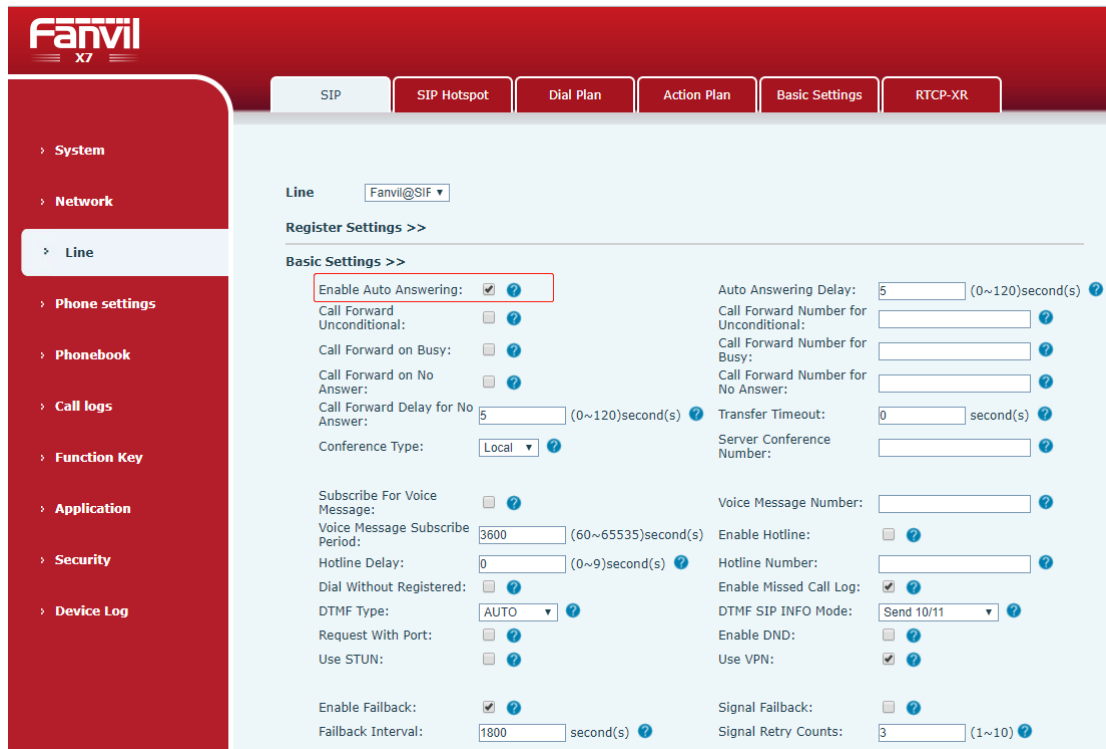 Fanvil
X7
SIP
SIP Hotspot
Dial Plan
Action Plan
Basic Settings
RTCP-XR
› System
› Network
› Line
› Phone settings
› Phonebook
› Call logs
› Function Key
› Application
› Security
› Device Log
Line Fanvil@SIF
Register Settings >>
Basic Settings >>
Enable Auto Answering: ? Auto Answering Delay: 5 (0~120)second(s) ?
Call Forward
Unconditional: ? Call Forward Number for
Unconditional: ?
Call Forward on Busy: ? Call Forward Number for
Busy: ?
Call Forward on No
Answer: ? Call Forward Number for
No Answer: ?
Call Forward Delay for No
Answer: 5 (0~120)second(s) ? Transfer Timeout: 0 second(s) ?
Conference Type: Local ? Server Conference
Number: ?
Subscribe For Voice
Message: ? Voice Message Number: ?
Voice Message Subscribe
Period: 3600 (60~65535)second(s) Enable Hotline: ?
Hotline Delay: 0 (0~9)second(s) ? Hotline Number: ?
Dial Without Registered: ? Enable Missed Call Log: ?
DTMF Type: AUTO ? DTMF SIP INFO Mode: Send 10/11 ?
Request With Port: ? Enable DND: ?
Use STUN: ? Use VPN: ?
Enable Failback: ? Signal Failback: ?
Failback Interval: 1800 second(s) ? Signal Retry Counts: 3 (1~10) ?